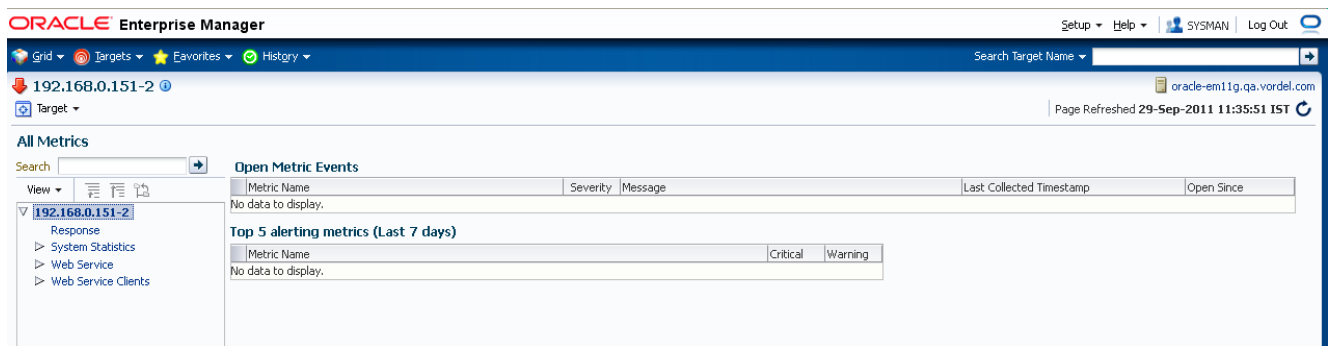 ORACLE Enterprise Manager
Setup Help SYSMAN Log Out
Grid Targets Favorites History Search Target Name
192.168.0.151-2 oracle-em11g.qa.vordel.com
Target Page Refreshed 29-Sep-2011 11:35:51 IST
All Metrics
Search
View
192.168.0.151-2
Response
System Statistics
Web Service
Web Service Clients
Open Metric Events
Metric Name Severity Message Last Collected Timestamp Open Since
No data to display.
Top 5 alerting metrics (Last 7 days)
Metric Name Critical Warning
No data to display.